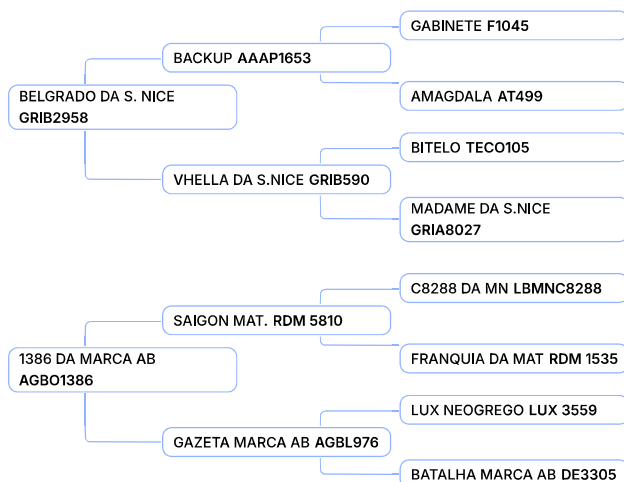 GABINETE F1045
BACKUP AAAP1653
AMAGDALA AT499
BELGRADO DA S. NICE
GRIB2958
BITELO TECO105
VHELLA DA S.NICE GRIB590
MADAME DA S.NICE
GRIA8027
C8288 DA MN LBMNC8288
SAIGON MAT. RDM 5810
FRANQUIA DA MAT RDM 1535
1386 DA MARCA AB
AGBO1386
LUX NEOGREGO LUX 3559
GAZETA MARCA AB AGBL976
BATALHA MARCA AB DE3305